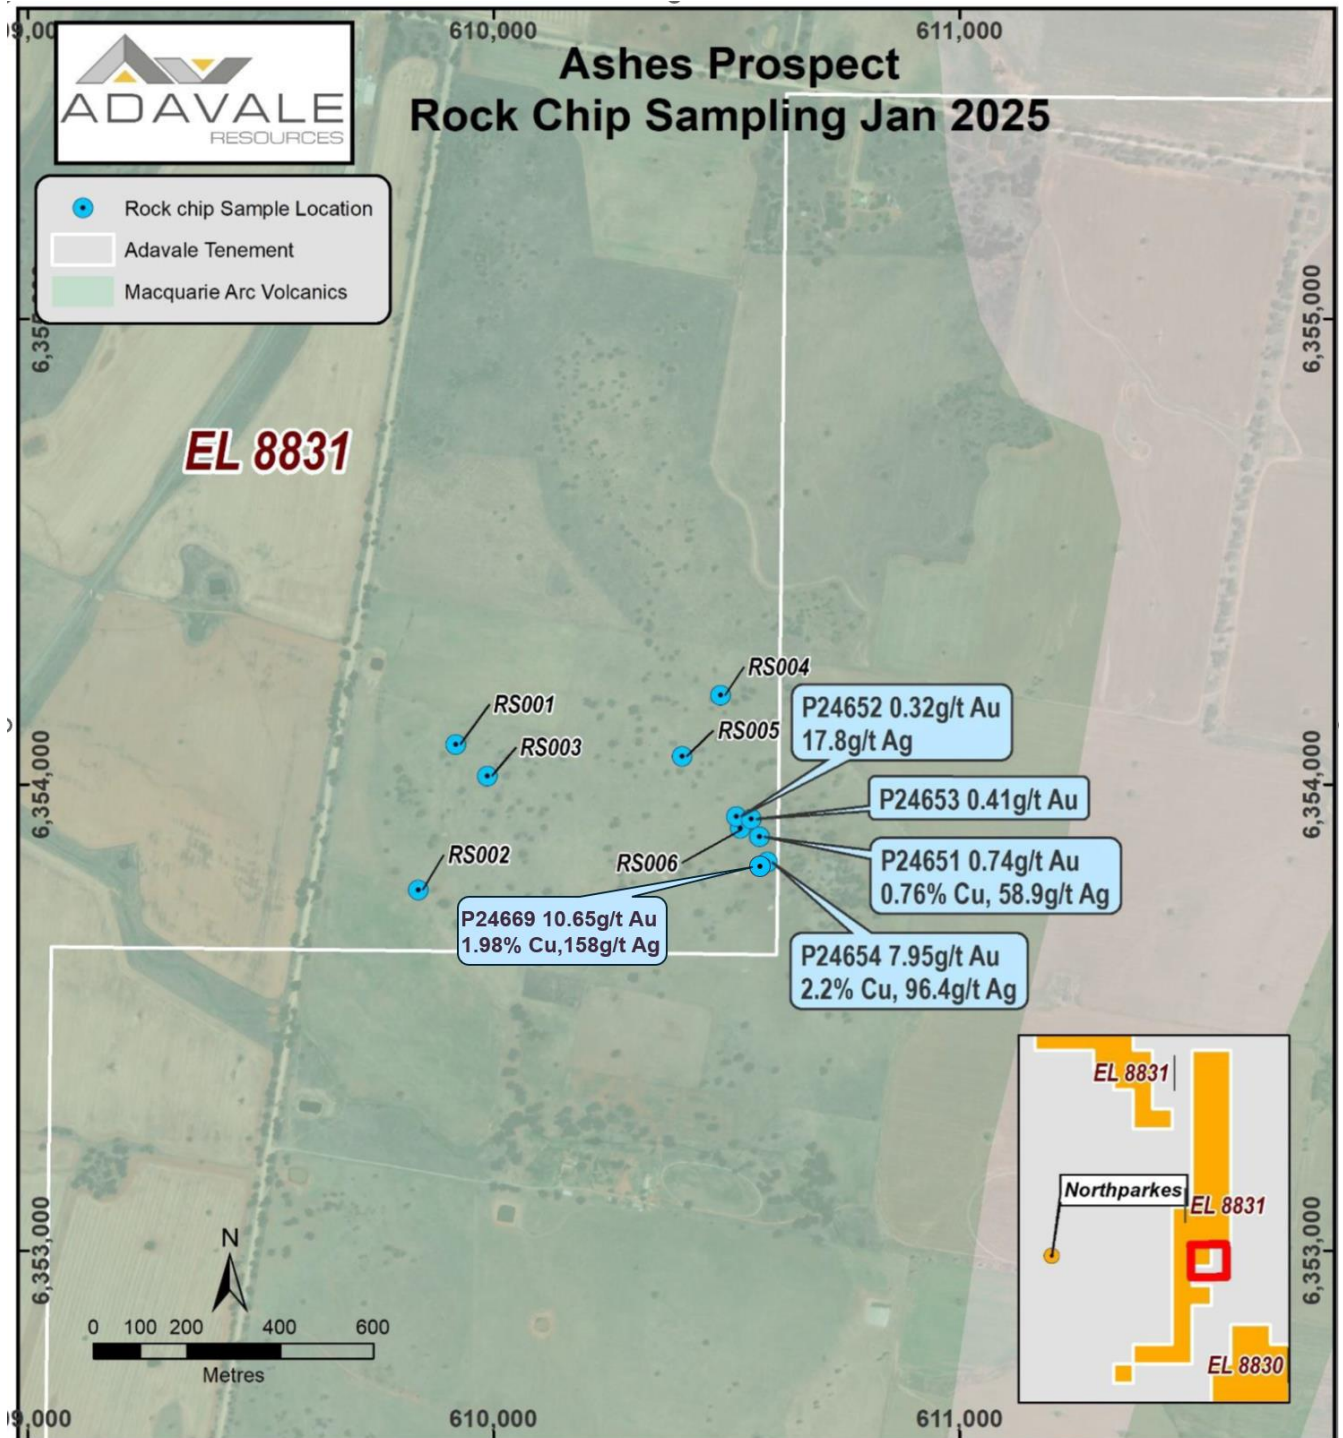 610,000
611,000
Ashes Prospect
Rock Chip Sampling Jan 2025
ADAVALE
RESOURCES
Rock chip Sample Location
Adavale Tenement
Macquarie Arc Volcanics
6,355,000
EL 8831
RS004
RS001
RS005
RS003
P24652 0.32g/t Au
17.8g/t Ag
6,354,000
6,354,000
P24653 0.41g/t Au
RS002
RS006
P24651 0.74g/t Au
0.76% Cu, 58.9g/t Ag
P24669 10.65g/t Au
1.98% Cu,158g/t Ag
P24654 7.95g/t Au
2.2% Cu, 96.4g/t Ag
EL 8831
Northparkes
EL 8831
EL 8830
6,353,000
6,353,000
N
0 100 200 400 600
Metres
9,000
610,000
611,000